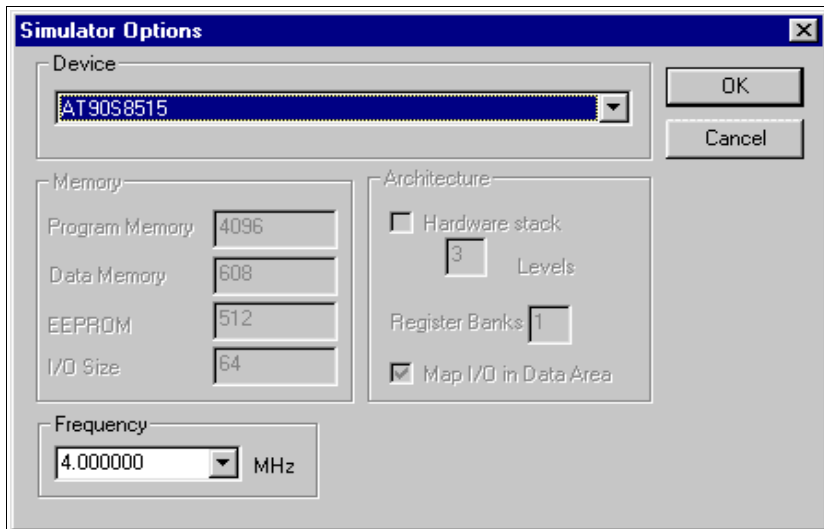 Simulator Options
Device
AT90S8515
OK
Cancel
Memory
Program Memory 4096
Data Memory 608
EEPROM 512
I/O Size 64
Architecture
Hardware stack
3 Levels
Register Banks 1
Map I/O in Data Area
Frequency
4.000000 MHz